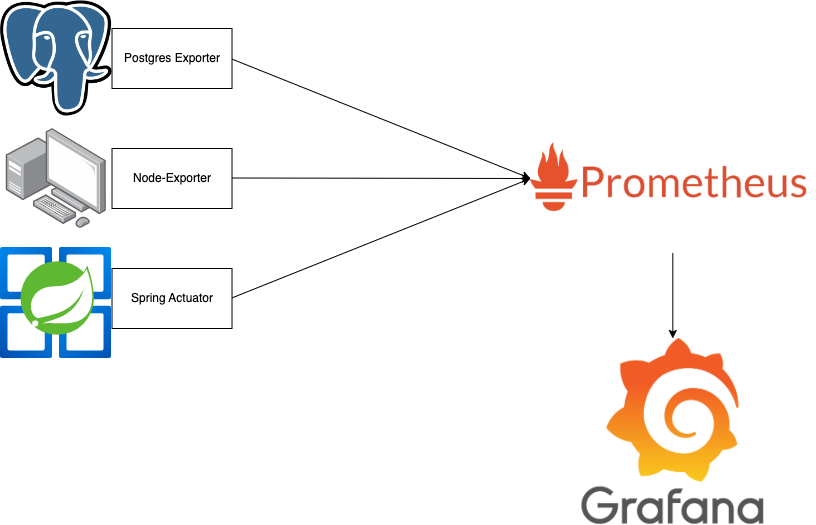 Postgres Exporter
Node-Exporter
Prometheus
Spring Actuator
Grafana